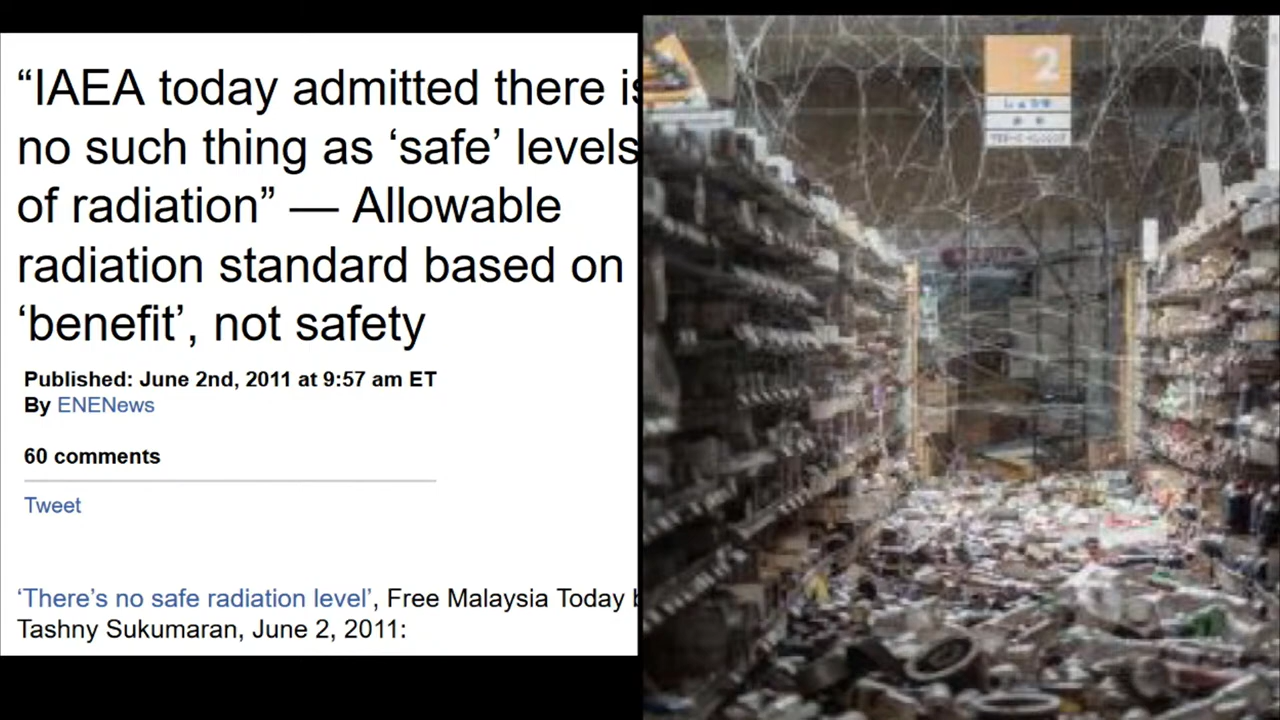 “IAEA today admitted there is
no such thing as ‘safe’ levels
of radiation” — Allowable
radiation standard based on
‘benefit’, not safety
Published: June 2nd, 2011 at 9:57 am ET
By ENENews
60 comments
Tweet
‘There’s no safe radiation level’, Free Malaysia Today
Tashny Sukumaran, June 2, 2011:
2